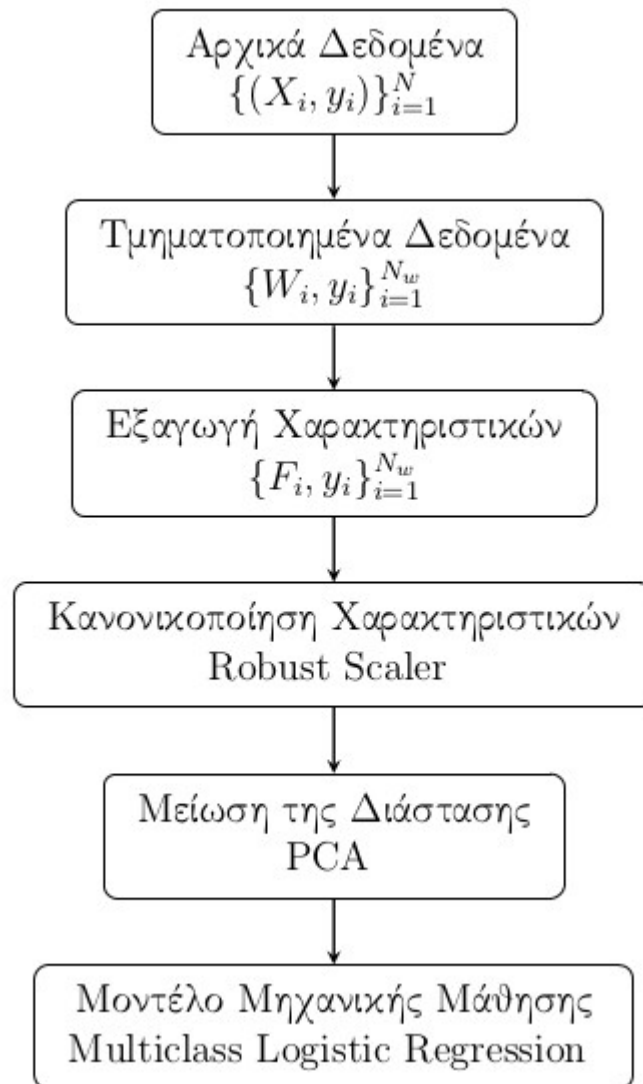 Αρχικά Δεδομένα
{(X_i, y_i)}_{i=1}^{N}
Τμηματοποιημένα Δεδομένα
{W_i, y_i}_{i=1}^{N_w}
Εξαγωγή Χαρακτηριστικών
{F_i, y_i}_{i=1}^{N_w}
Κανονικοποίηση Χαρακτηριστικών
Robust Scaler
Μείωση της Διάστασης
PCA
Μοντέλο Μηχανικής Μάθησης
Multiclass Logistic Regression